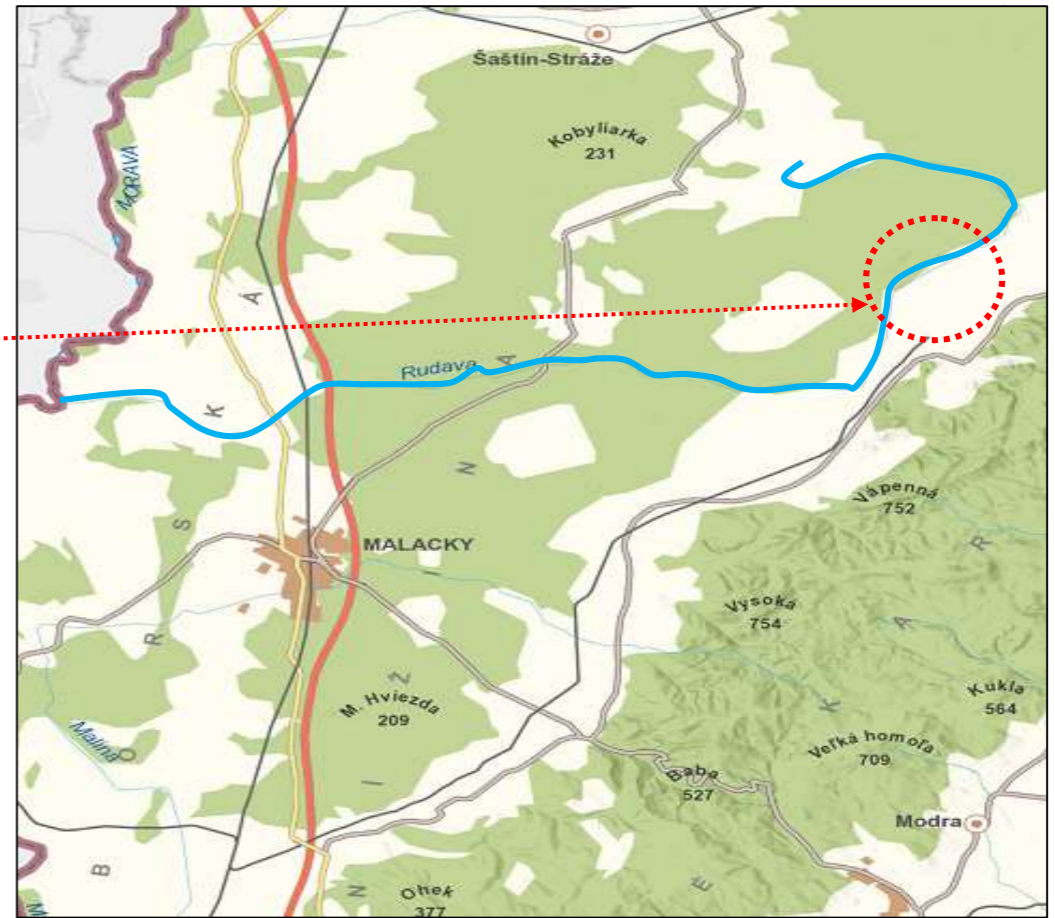 Šaštín-Stráže
Kobyliarka
231
MORAVA
Á
Rudava
A
K
N
Vápenná
752
S
MALACKY
R
Vysoká
754
I
A
R
Z
M. Hviezda
209
K
Kukla
564
Malina
O
Veľká homoľa
709
Baba
527
I
Modra
B
N
É
Ohek
377
M